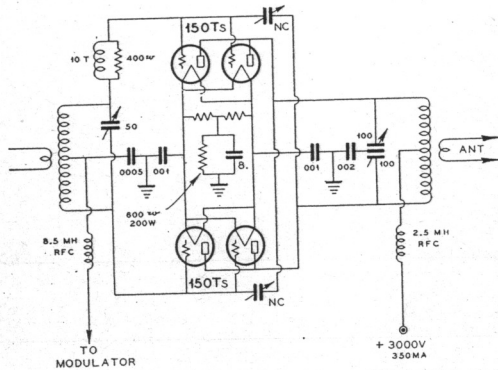 150Ts
NC
10 T
400 ω
50
0005
001
8.
001
002
100
100
ANT
600 ω
200W
8.5 MH
RFC
2.5 MH
RFC
150Ts
NC
TO
MODULATOR
+ 3000V
350MA